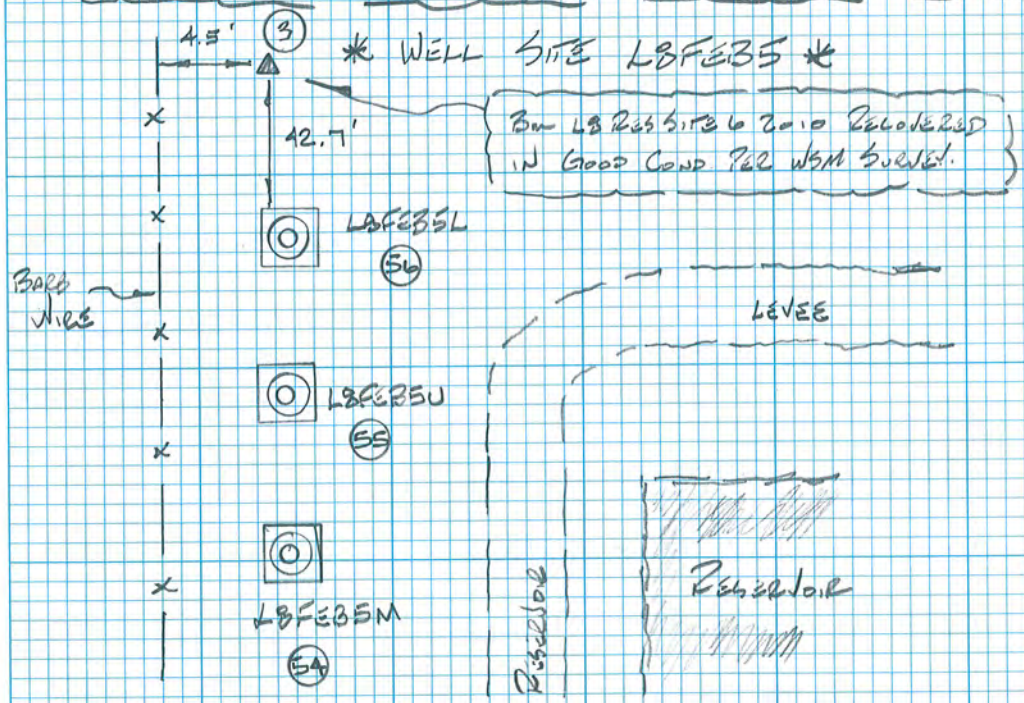 4.5'
3
* WELL SITE L8FEB5 *
42.7'
BM L8 RES SITE 6 2010 RECOVERED
IN GOOD COND PER WSM SURVEY.
L8FEB5L
56
BARB
WIRE
LEVEE
L8FEB5U
55
RESERVOIR
RESERVOIR
L8FEB5M
54